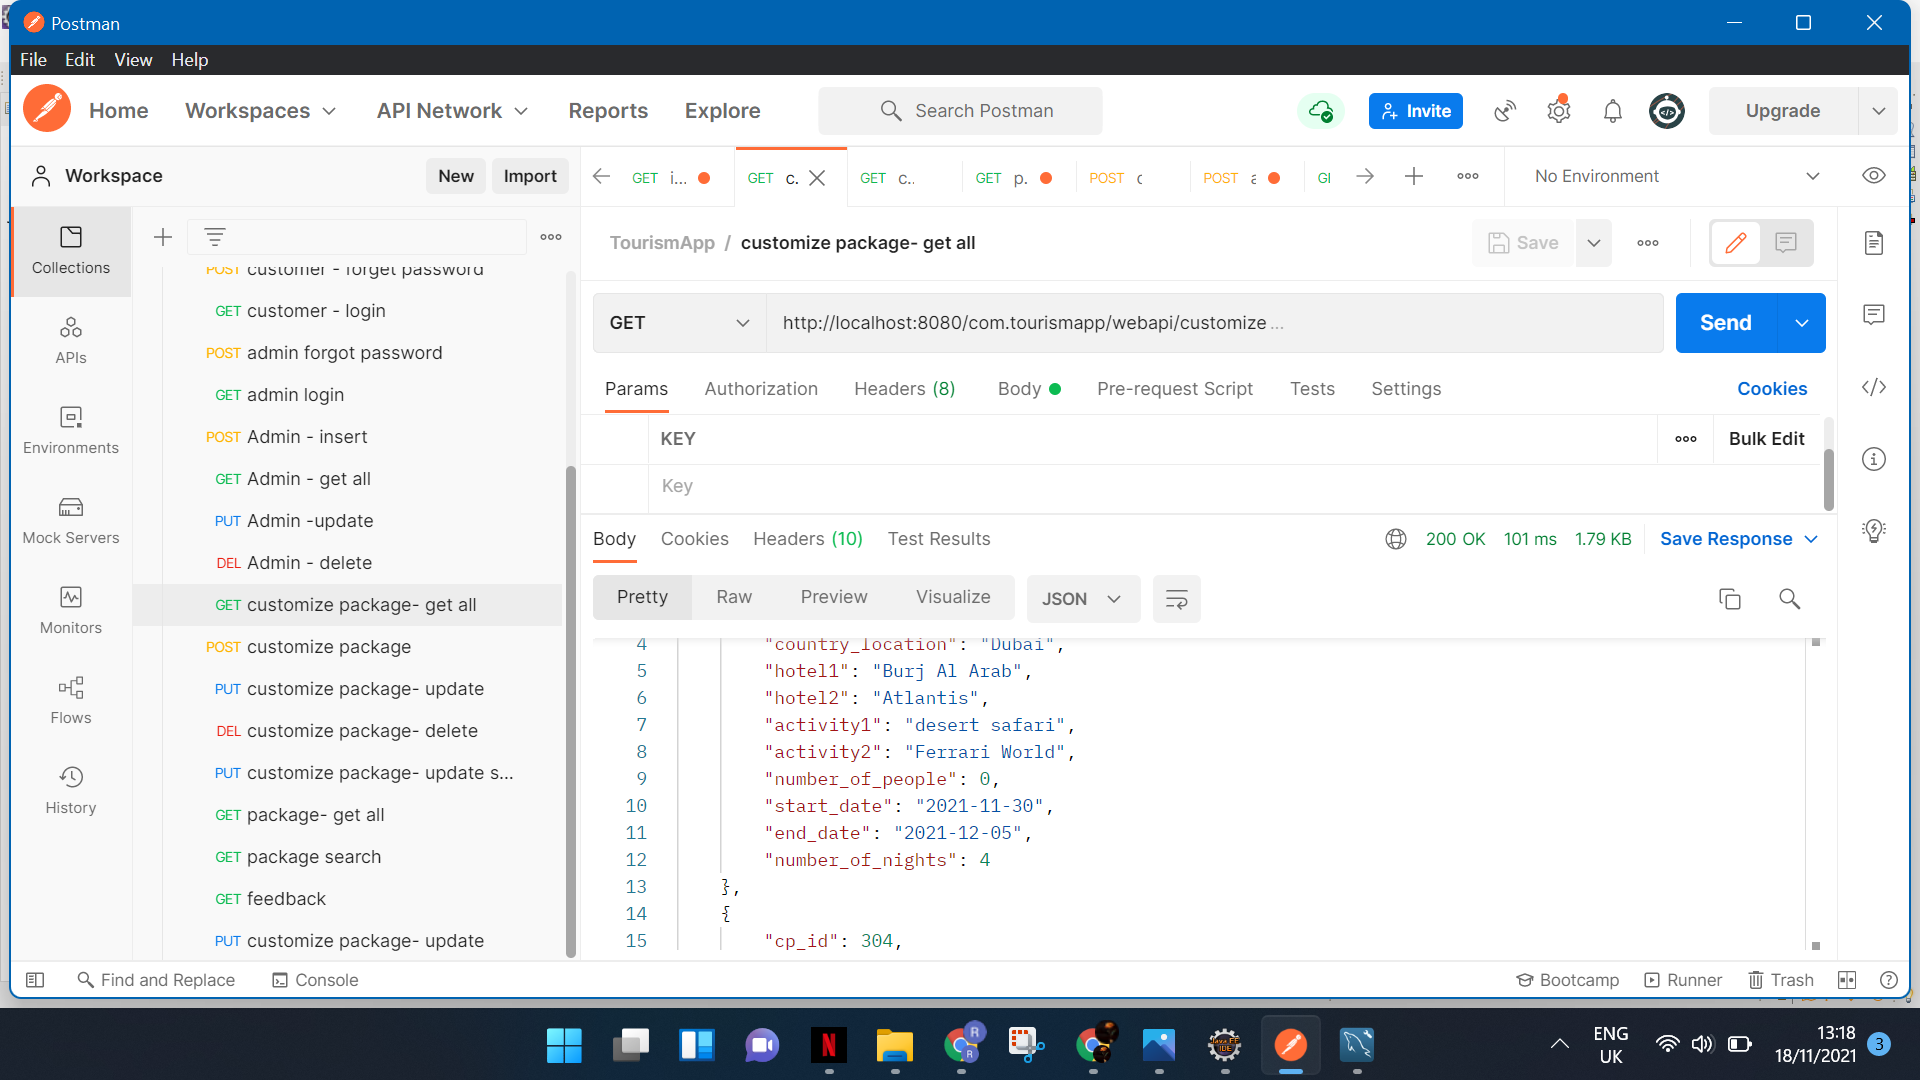 Postman
File Edit View Help
Home Workspaces API Network Reports Explore Search Postman Invite Upgrade
Workspace New Import GET i... GET c. GET c.. GET p. POST c POST a No Environment
TourismApp / customize package- get all Save
Collections
POST customer - forget password
GET customer - login
GET http://localhost:8080/com.tourismapp/webapi/customize ... Send
APIs
POST admin forgot password
GET admin login
Params Authorization Headers (8) Body Pre-request Script Tests Settings Cookies
Environments
POST Admin - insert
KEY Bulk Edit
GET Admin - get all
Key
Mock Servers
PUT Admin -update
DEL Admin - delete
Body Cookies Headers (10) Test Results 200 OK 101 ms 1.79 KB Save Response
Monitors
GET customize package- get all
Pretty Raw Preview Visualize JSON
POST customize package
4 "country_location": "Dubai",
5 "hotel1": "Burj Al Arab",
PUT customize package- update
6 "hotel2": "Atlantis",
Flows
DEL customize package- delete
7 "activity1": "desert safari",
8 "activity2": "Ferrari World",
PUT customize package- update s...
9 "number_of_people": 0,
History
GET package- get all
10 "start_date": "2021-11-30",
11 "end_date": "2021-12-05",
GET package search
12 "number_of_nights": 4
13 },
GET feedback
14 {
PUT customize package- update
15 "cp_id": 304,
Find and Replace Console Bootcamp Runner Trash
ENG
UK
13:18
18/11/2021
3